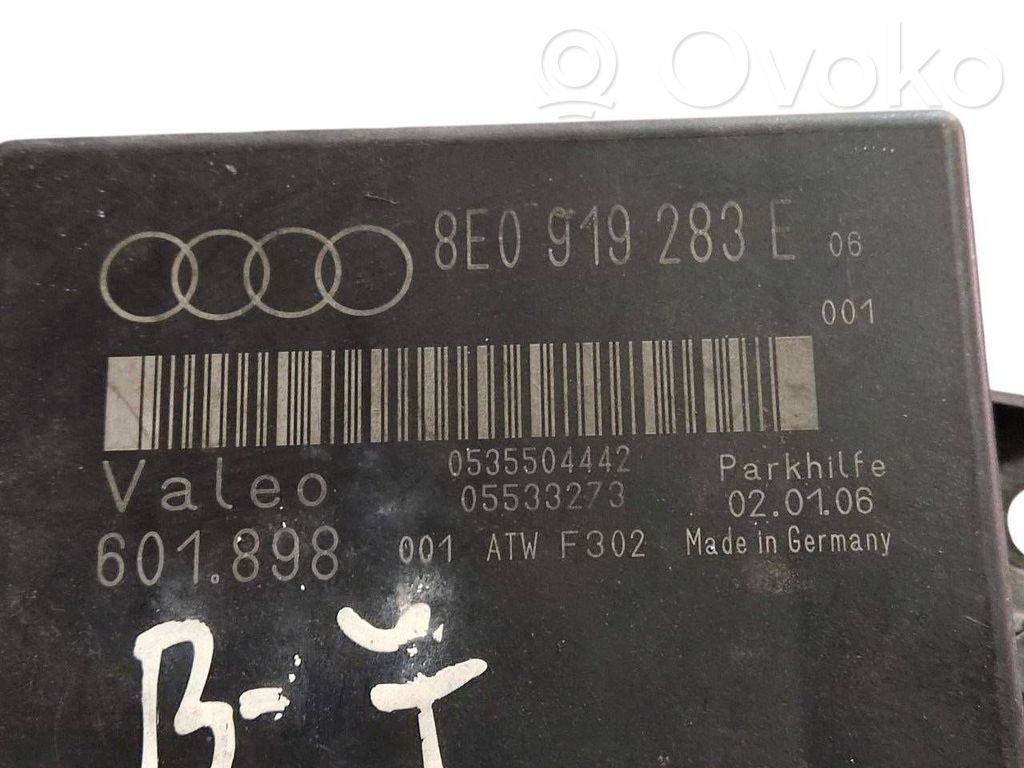 Ovoko
8E0 919 283 E 06
001
Valeo 0535504442 Parkhilfe
05533273 02.01.06
601.898 001 ATW F302 Made in Germany
ovoko